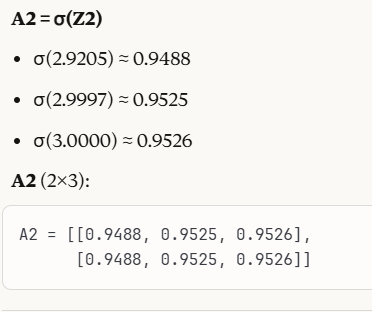 A2 = σ(Z2)
• σ(2.9205) ≈ 0.9488
• σ(2.9997) ≈ 0.9525
• σ(3.0000) ≈ 0.9526
A2 (2×3):
A2 = [[0.9488, 0.9525, 0.9526],
[0.9488, 0.9525, 0.9526]]